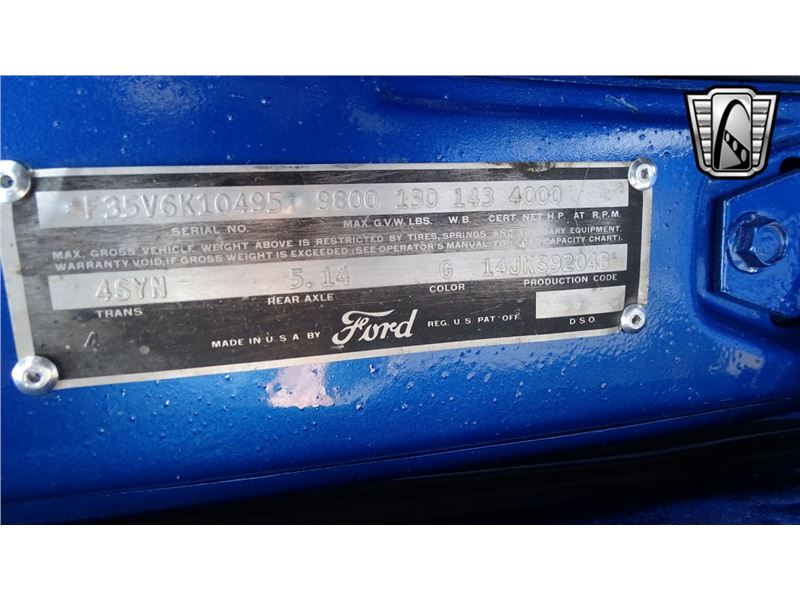 F35V6K10495 9800 130 143 4000
SERIAL NO. MAX. G.V.W. LBS. W.B. CERT. NET H.P. AT R.P.M.
MAX. GROSS VEHICLE WEIGHT ABOVE IS RESTRICTED BY TIRES, SPRINGS AND AUXILIARY EQUIPMENT.
WARRANTY VOID, IF GROSS WEIGHT IS EXCEEDED (SEE OPERATOR'S MANUAL FOR GAS CAPACITY CHART).
4SYN 5.14 G 14JKS9204B
TRANS. REAR AXLE COLOR PRODUCTION CODE
MADE IN U S A BY Ford REG. U.S. PAT. OFF. D S O